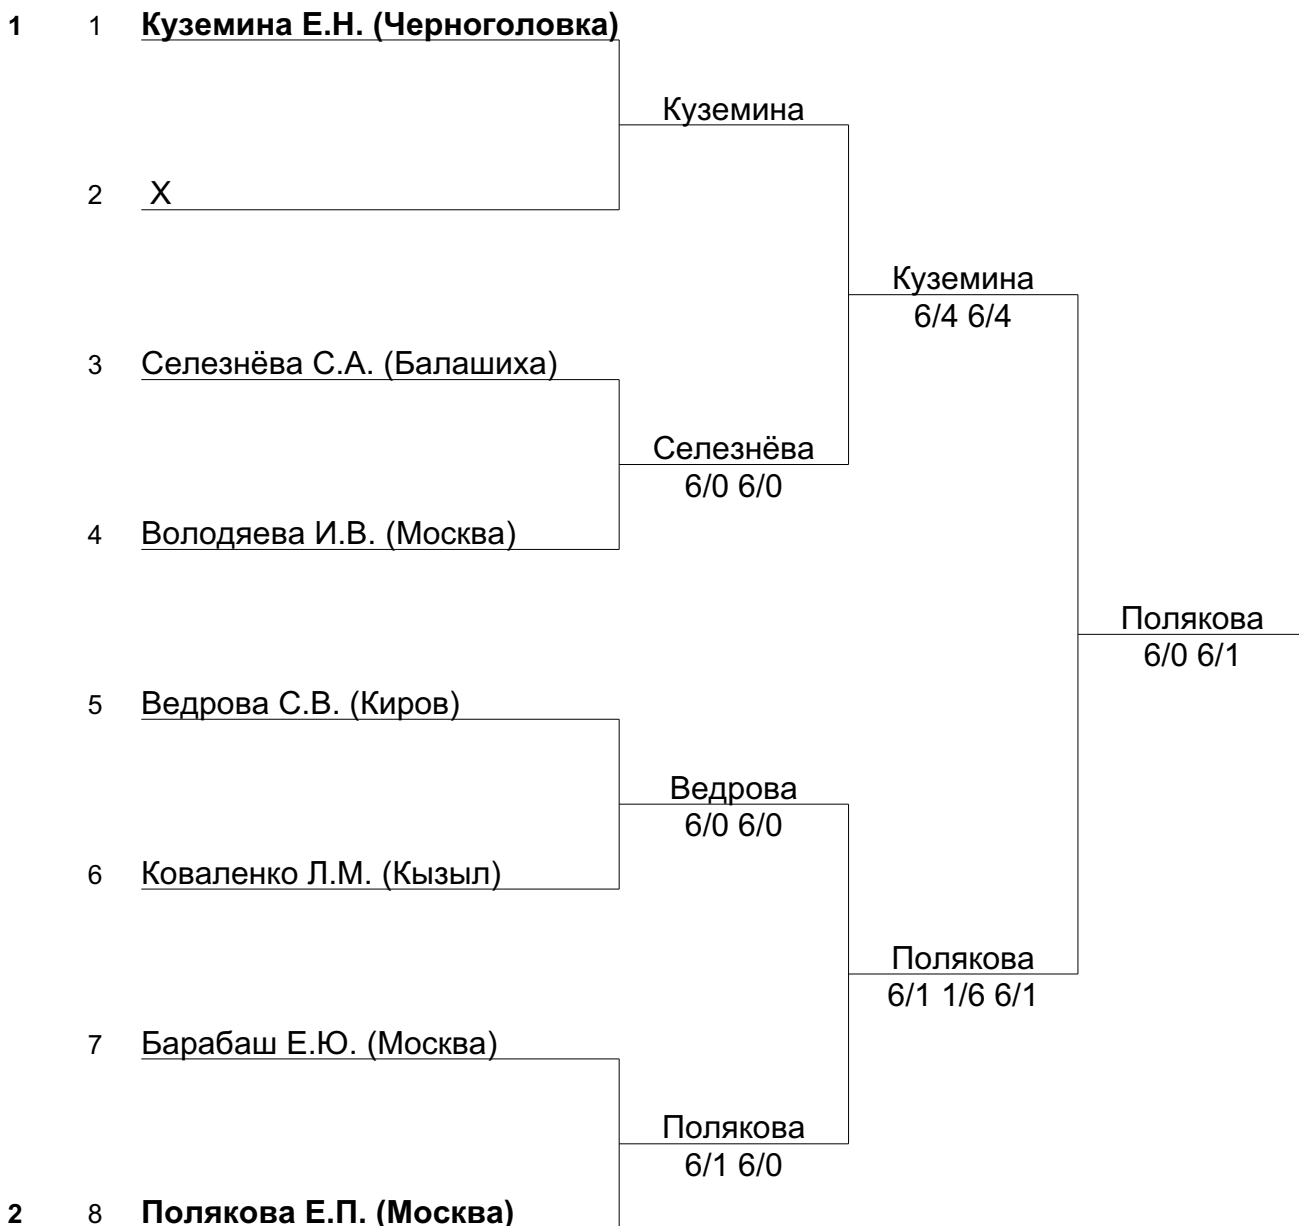 1 1 Куземина Е.Н. (Черноголовка)
Куземина
2 X
Куземина
6/4 6/4
3 Селезнёва С.А. (Балашиха)
Селезнёва
6/0 6/0
4 Володяева И.В. (Москва)
Полякова
6/0 6/1
5 Ведрова С.В. (Киров)
Ведрова
6/0 6/0
6 Коваленко Л.М. (Кызыл)
Полякова
6/1 1/6 6/1
7 Барабаш Е.Ю. (Москва)
Полякова
6/1 6/0
2 8 Полякова Е.П. (Москва)